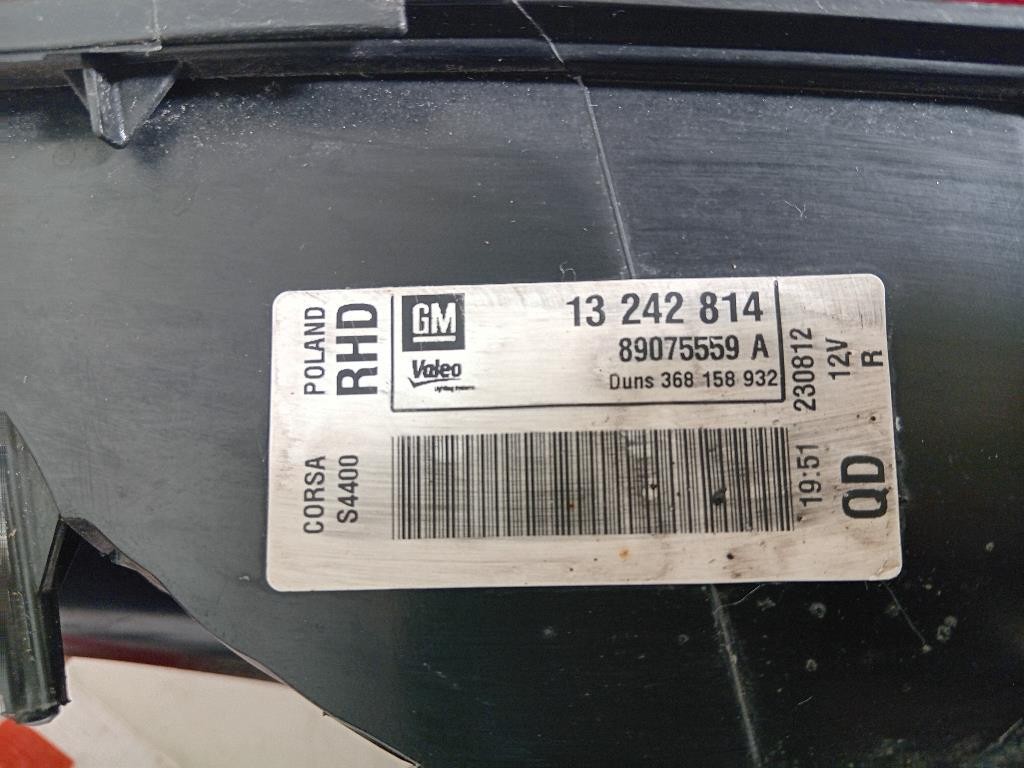 POLAND
RHD
GM
Valeo
13 242 814
89075559 A
Duns 368 158 932
230812
12V
R
CORSA
S4400
19:51
QD